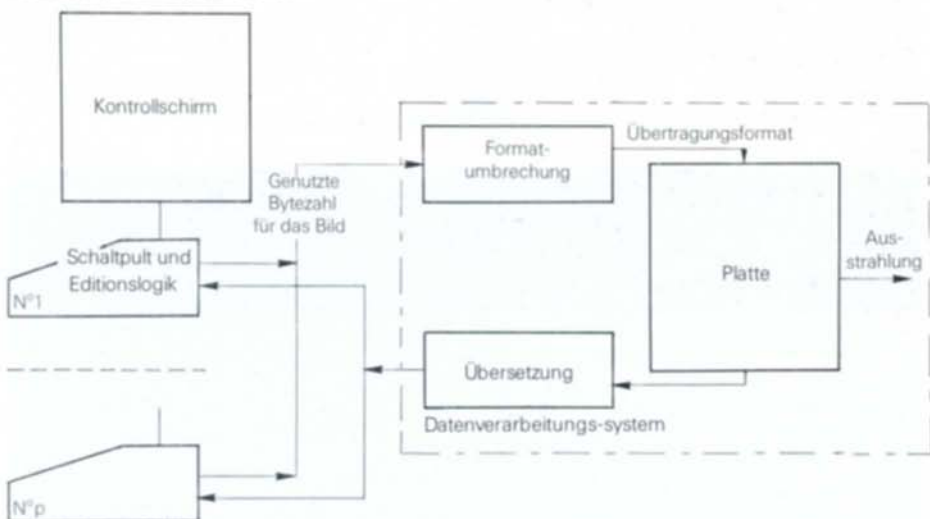 Kontrollschirm
Schaltpult und
Editionslogik
N°1
Genutzte
Bytezahl
für das Bild
Format-
umbrechung
Übertragungsformat
Platte
Aus-
strahlung
Übersetzung
Datenverarbeitungs-system
N°p